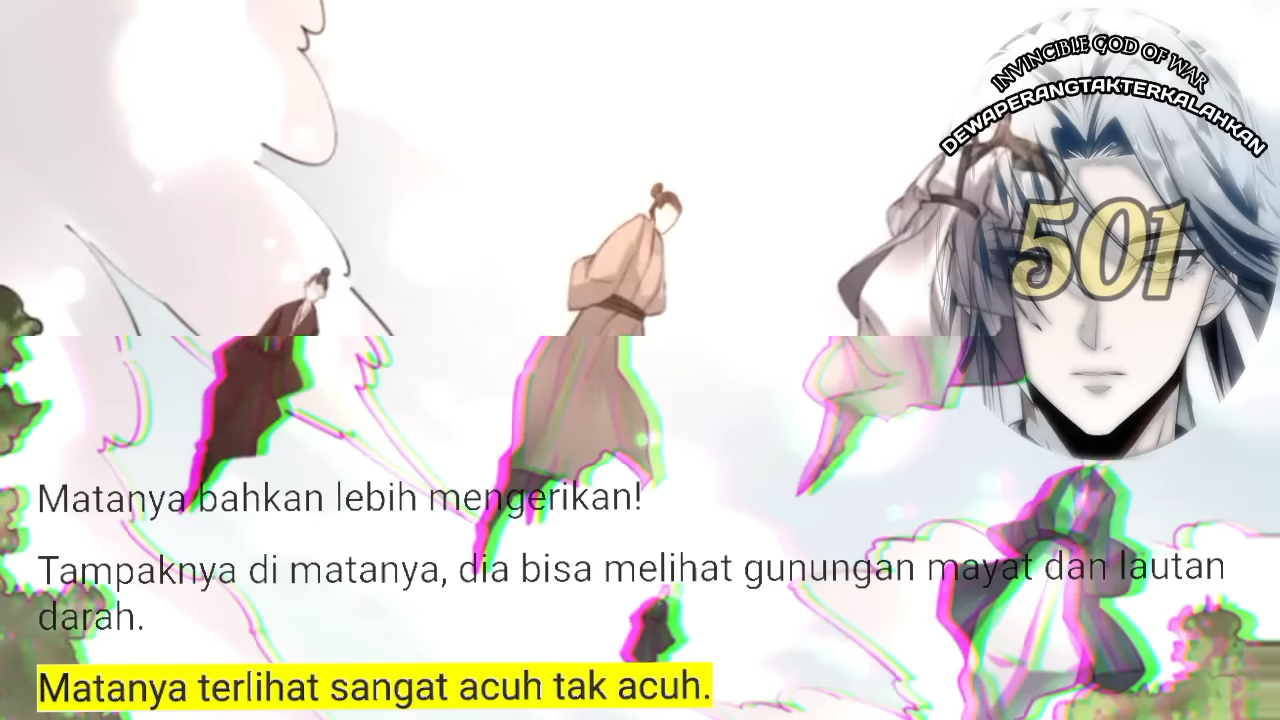 INVINCIBLE GOD OF WAR
DEWAPERANGTAKTERKALAHKAN
501
Matanya bahkan lebih mengerikan!
Tampaknya di matanya, dia bisa melihat gunungan mayat dan lautan
darah.
Matanya terlihat sangat acuh tak acuh.